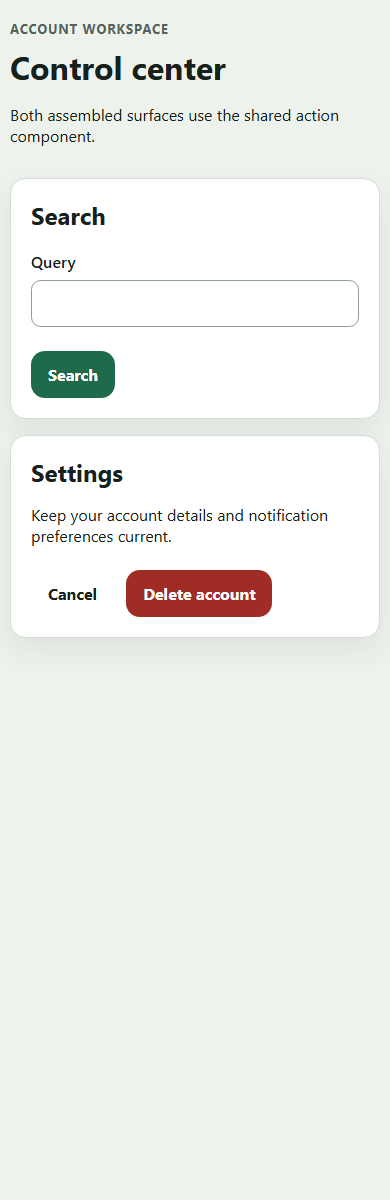 ACCOUNT WORKSPACE
Control center
Both assembled surfaces use the shared action
component.
Search
Query
Search
Settings
Keep your account details and notification
preferences current.
Cancel
Delete account